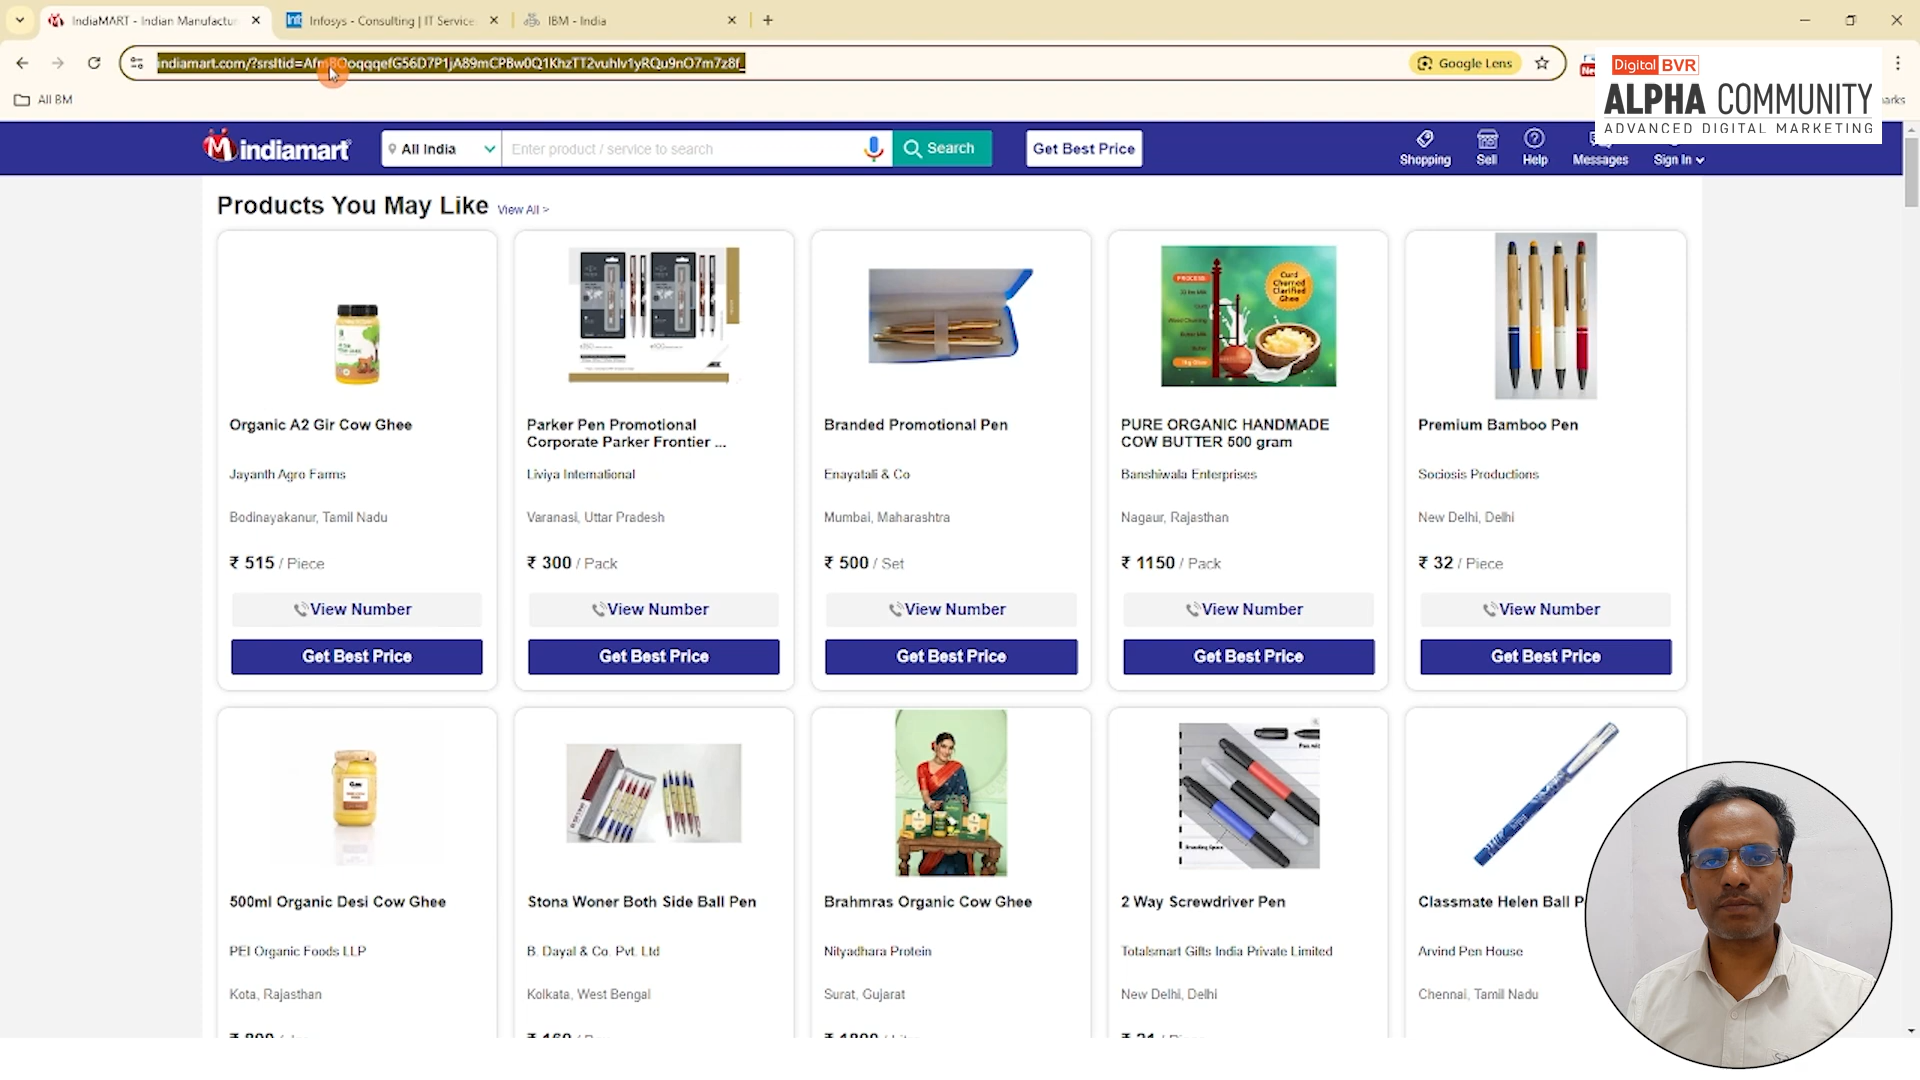 IndiaMART - Indian Manufactur
Infosys - Consulting | IT Service
IBM - India
indiamart.com/?srsltid=
Google Lens
All BM
Digital BVR
ALPHA COMMUNITY
ADVANCED DIGITAL MARKETING
indiamart
All India
Enter product / service to search
Search
Get Best Price
Shopping
Sell
Help
Messages
Sign In
Products You May Like View All >
Organic A2 Gir Cow Ghee
Jayanth Agro Farms
Bodinayakanur, Tamil Nadu
₹ 515 / Piece
View Number
Get Best Price
Parker Pen Promotional
Corporate Parker Frontier ...
Liviya International
Varanasi, Uttar Pradesh
₹ 300 / Pack
View Number
Get Best Price
Branded Promotional Pen
Enayatali & Co
Mumbai, Maharashtra
₹ 500 / Set
View Number
Get Best Price
PROCESS
Curd
Churned
Clarified
Ghee
PURE ORGANIC HANDMADE
COW BUTTER 500 gram
Banshiwala Enterprises
Nagaur, Rajasthan
₹ 1150 / Pack
View Number
Get Best Price
Premium Bamboo Pen
Sociosis Productions
New Delhi, Delhi
₹ 32 / Piece
View Number
Get Best Price
500ml Organic Desi Cow Ghee
PEI Organic Foods LLP
Kota, Rajasthan
Stona Woner Both Side Ball Pen
B. Dayal & Co. Pvt. Ltd
Kolkata, West Bengal
Brahmras Organic Cow Ghee
Nityadhara Protein
Surat, Gujarat
2 Way Screwdriver Pen
Totalsmart Gifts India Private Limited
New Delhi, Delhi
Classmate Helen Ball P
Arvind Pen House
Chennai, Tamil Nadu